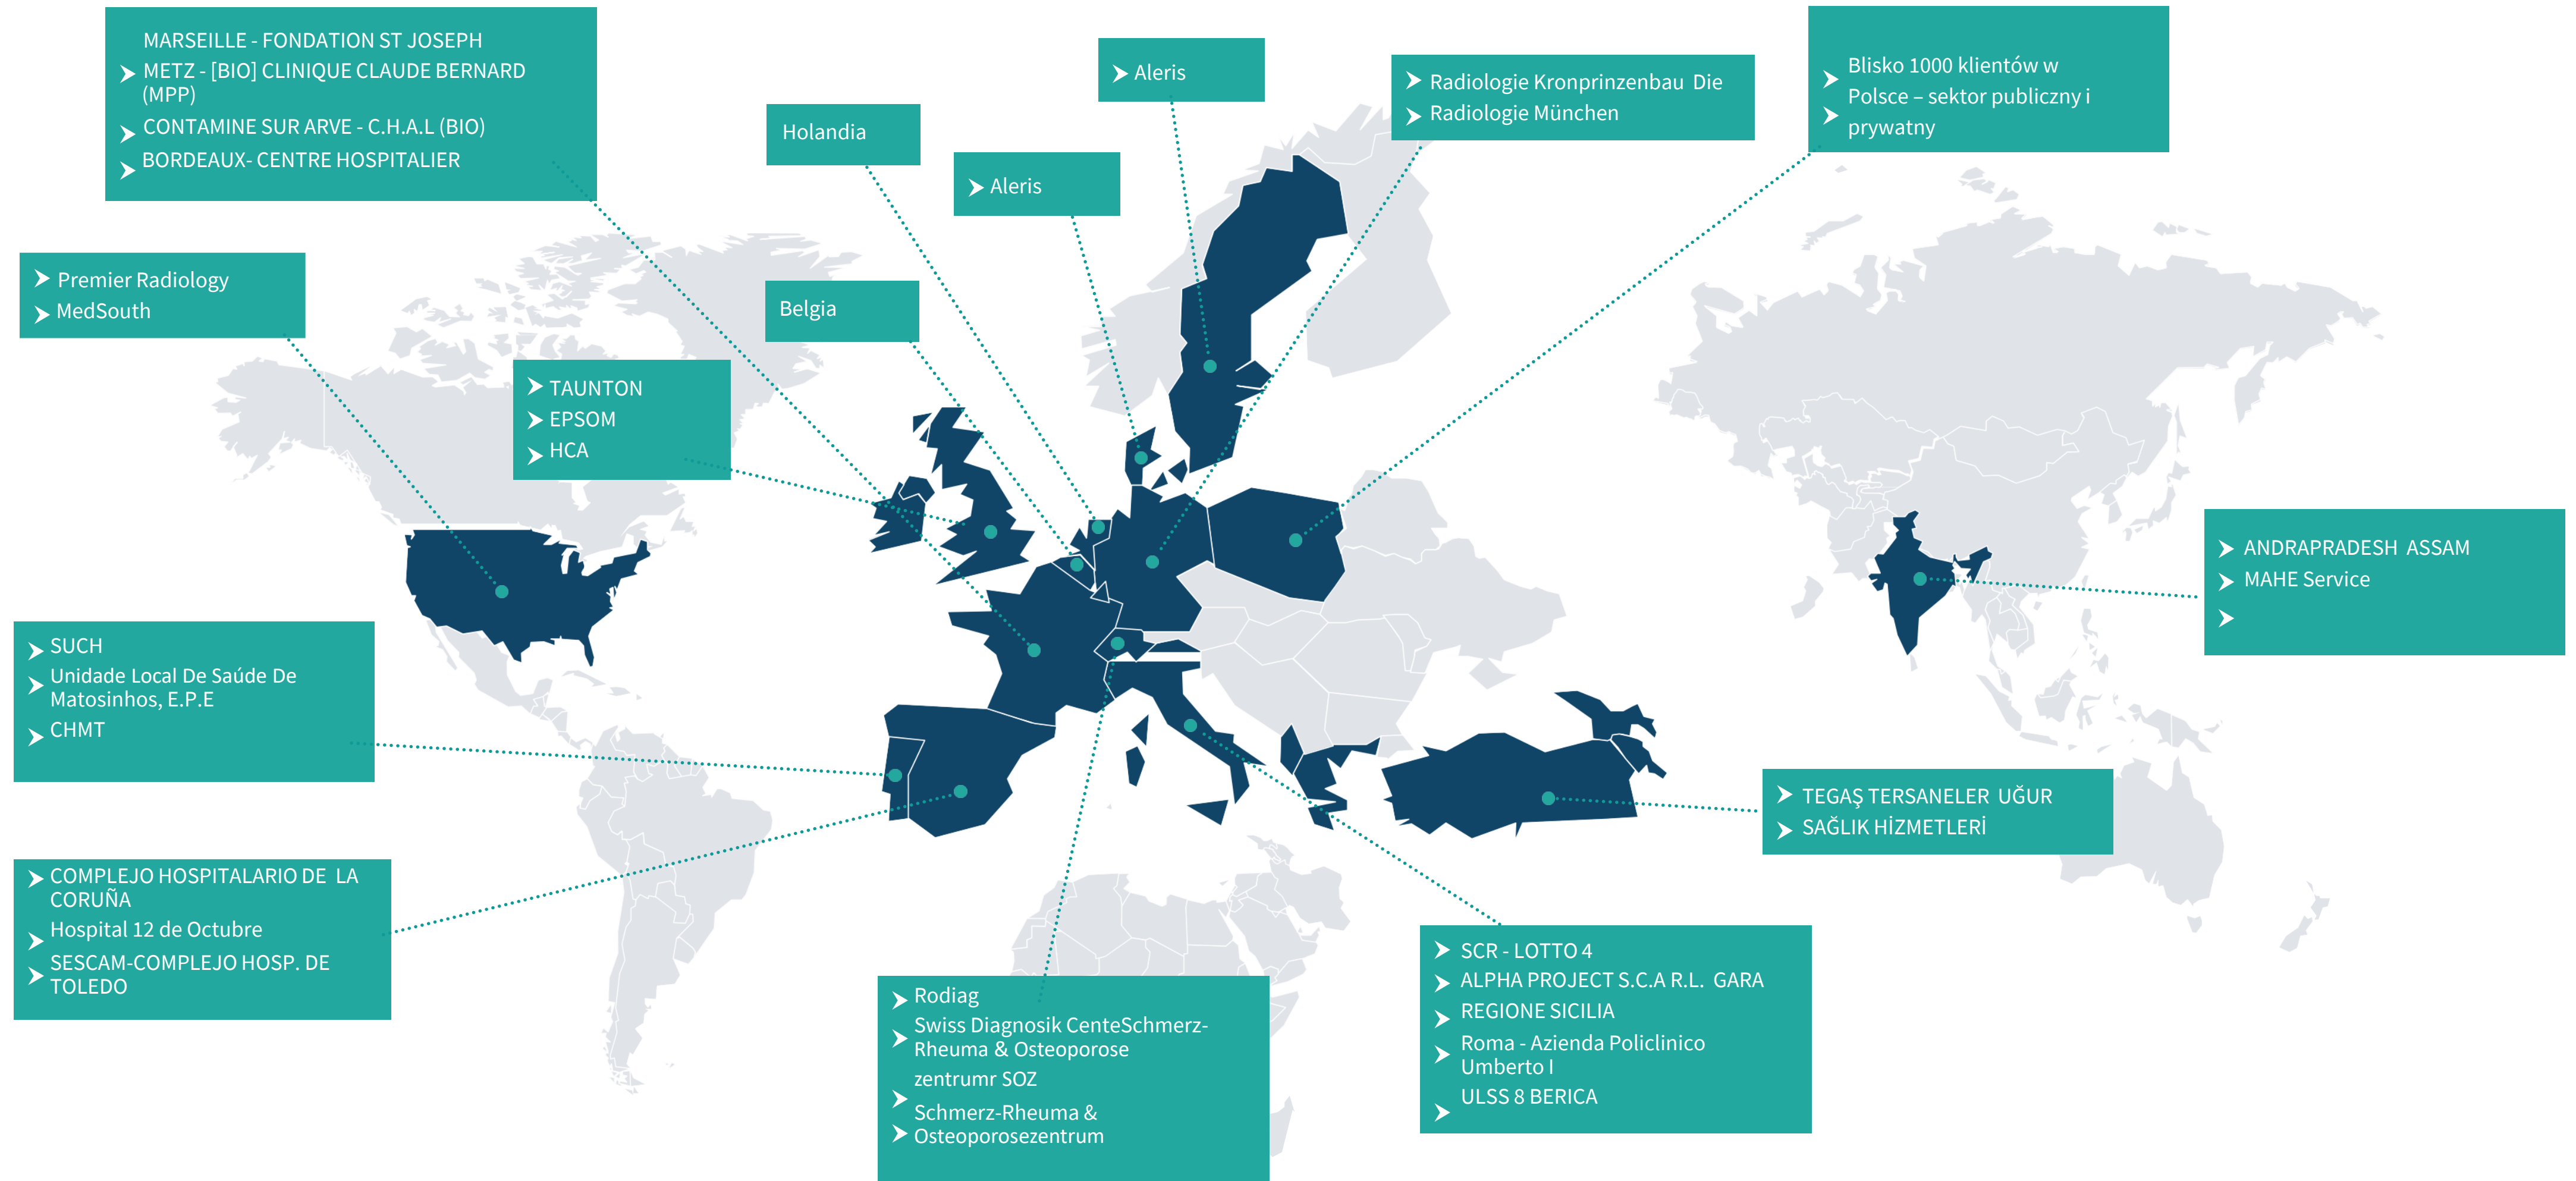 MARSEILLE - FONDATION ST JOSEPH
METZ - [BIO] CLINIQUE CLAUDE BERNARD
(MPP)
CONTAMINE SUR ARVE - C.H.A.L (BIO)
BORDEAUX- CENTRE HOSPITALIER
Holandia
Aleris
Aleris
Radiologie Kronprinzenbau Die
Radiologie München
Blisko 1000 klientów w
Polsce – sektor publiczny i
prywatny
Premier Radiology
MedSouth
Belgia
TAUNTON
EPSOM
HCA
ANDRAPRADESH ASSAM
MAHE Service
SUCH
Unidade Local De Saúde De
Matosinhos, E.P.E
CHMT
TEGAŞ TERSANELER UĞUR
SAĞLIK HİZMETLERİ
COMPLEJO HOSPITALARIO DE LA
CORUÑA
Hospital 12 de Octubre
SESCAM-COMPLEJO HOSP. DE
TOLEDO
Rodiag
Swiss Diagnosik CenteSchmerz-
Rheuma & Osteoporose
zentrumr SOZ
Schmerz-Rheuma &
Osteoporosezentrum
SCR - LOTTO 4
ALPHA PROJECT S.C.A R.L. GARA
REGIONE SICILIA
Roma - Azienda Policlinico
Umberto I
ULSS 8 BERICA